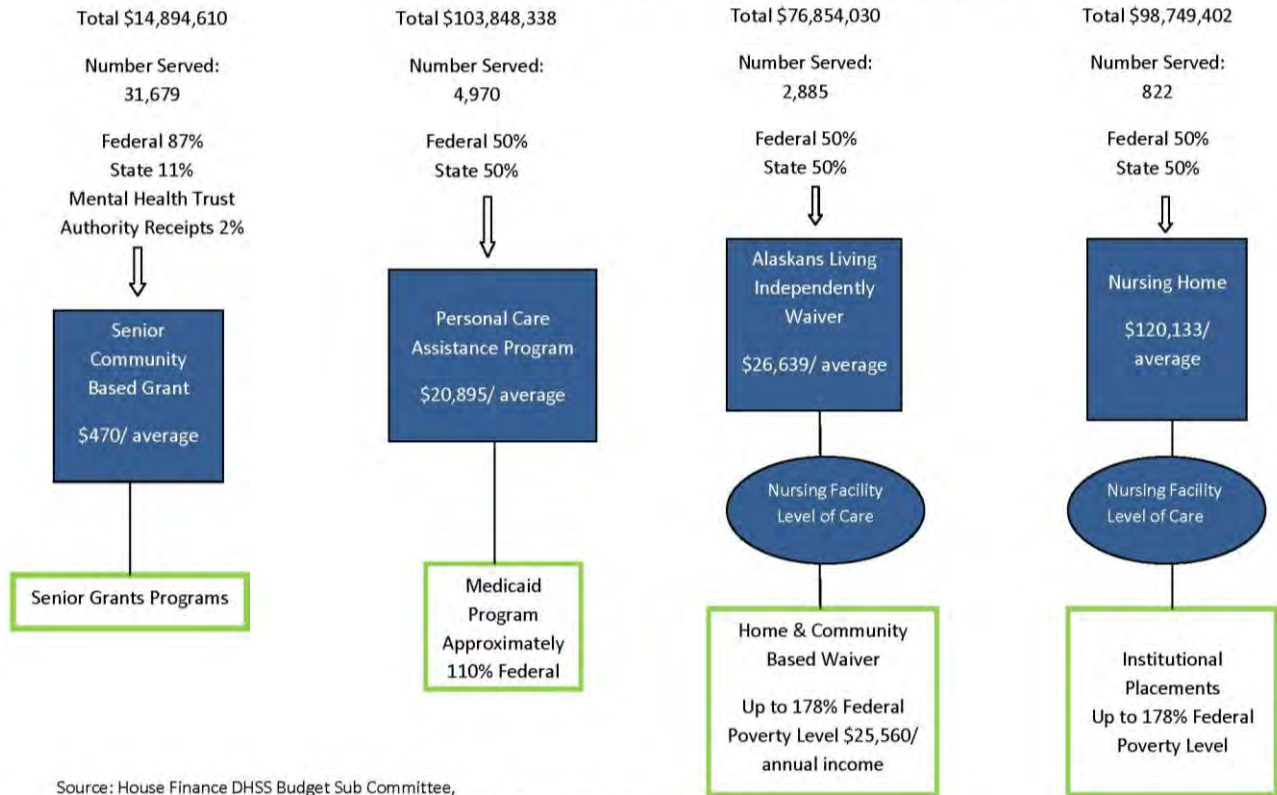 Total $14,894,610
Number Served:
31,679
Federal 87%
State 11%
Mental Health Trust
Authority Receipts 2%
Senior
Community
Based Grant
$470/ average
Senior Grants Programs
Total $103,848,338
Number Served:
4,970
Federal 50%
State 50%
Personal Care
Assistance Program
$20,895/ average
Medicaid
Program
Approximately
110% Federal
Total $76,854,030
Number Served:
2,885
Federal 50%
State 50%
Alaskans Living
Independently
Waiver
$26,639/ average
Nursing Facility
Level of Care
Home & Community
Based Waiver
Up to 178% Federal
Poverty Level $25,560/
annual income
Total $98,749,402
Number Served:
822
Federal 50%
State 50%
Nursing Home
$120,133/
average
Nursing Facility
Level of Care
Institutional
Placements
Up to 178% Federal
Poverty Level
Source: House Finance DHSS Budget Sub Committee,